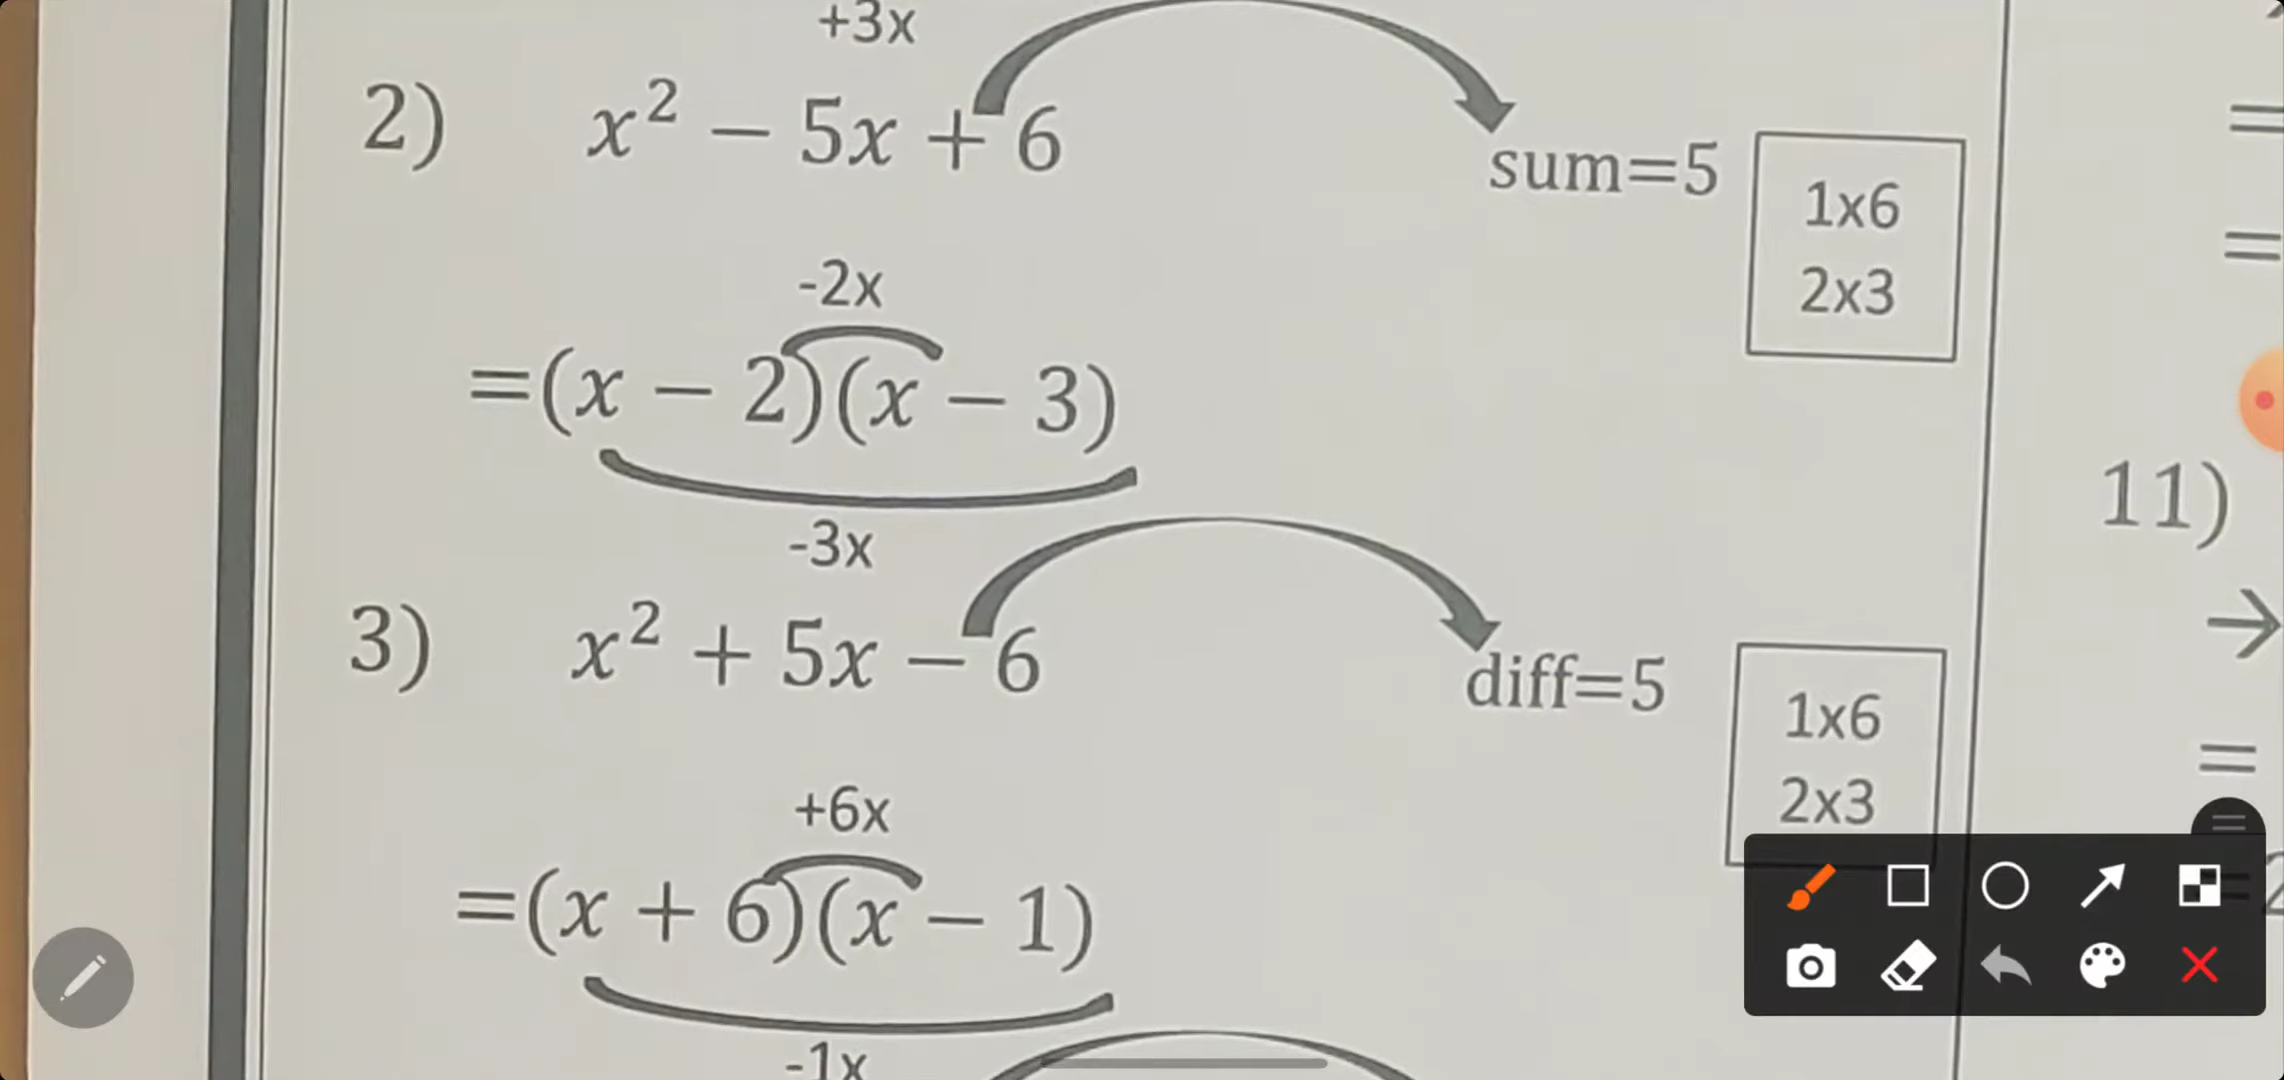 +3x
2) x² − 5x + 6
sum=5
1x6
2x3
-2x
=(x − 2)(x − 3)
-3x
3) x² + 5x − 6
diff=5
1x6
2x3
+6x
=(x + 6)(x − 1)
-1x
=
=
11)
→
=